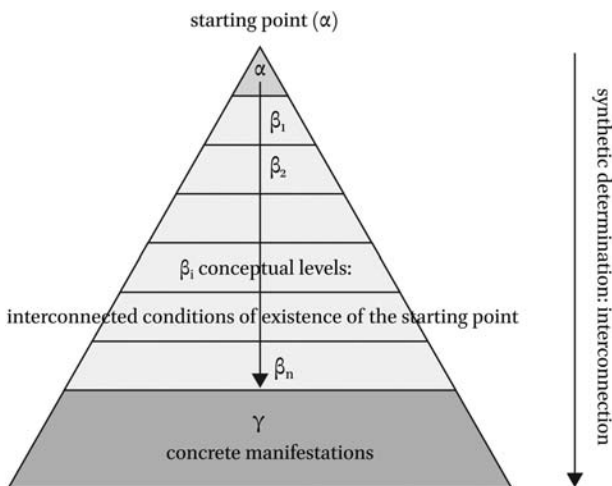 starting point (α)
α
β₁
β₂
βᵢ conceptual levels:
interconnected conditions of existence of the starting point
βₙ
γ
concrete manifestations
synthetic determination: interconnection